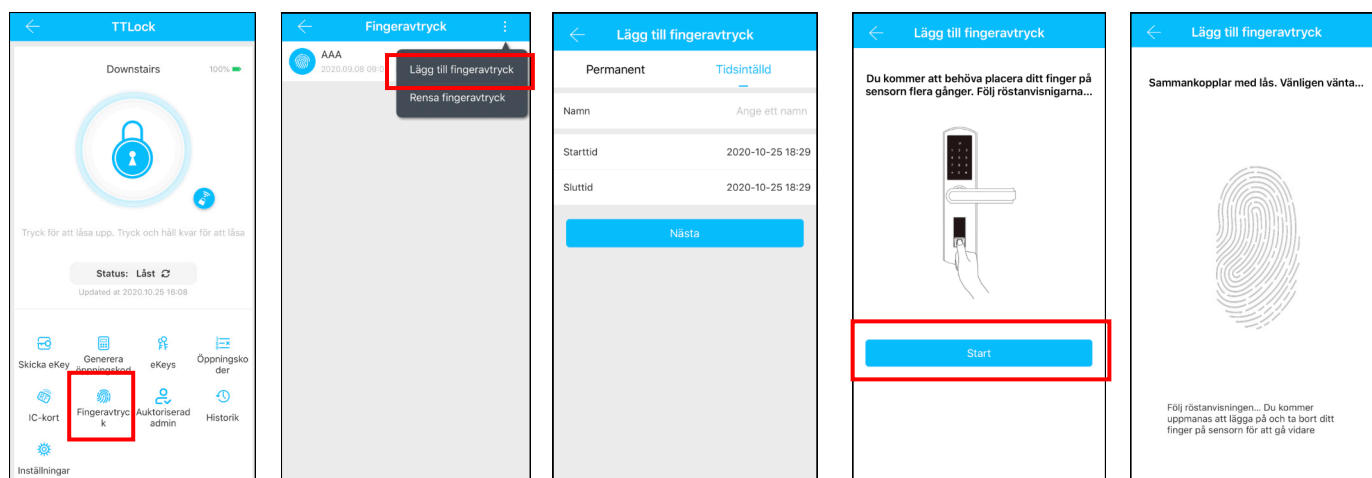 TTLock
Downstairs
100%
Tryck för att låsa upp. Tryck och håll kvar för att låsa
Status: Låst
Updated at 2020.10.25 16:08
Skicka eKey
Generera
öppningskod
eKeys
Öppningsko
der
IC-kort
Fingeravtryc
k
Auktoriserad
admin
Historik
Inställningar
Fingeravtryck
AAA
2020.09.08 09:0
Lägg till fingeravtryck
Rensa fingeravtryck
Lägg till fingeravtryck
Permanent
Tidsintälld
Namn
Ange ett namn
Starttid
2020-10-25 18:29
Sluttid
2020-10-25 18:29
Nästa
Lägg till fingeravtryck
Du kommer att behöva placera ditt finger på
sensorn flera gånger. Följ röstanvisnigarna...
Start
Lägg till fingeravtryck
Sammankopplar med lås. Vänligen vänta...
Följ röstanvisningen... Du kommer
uppmanas att lägga på och ta bort ditt
finger på sensorn för att gå vidare